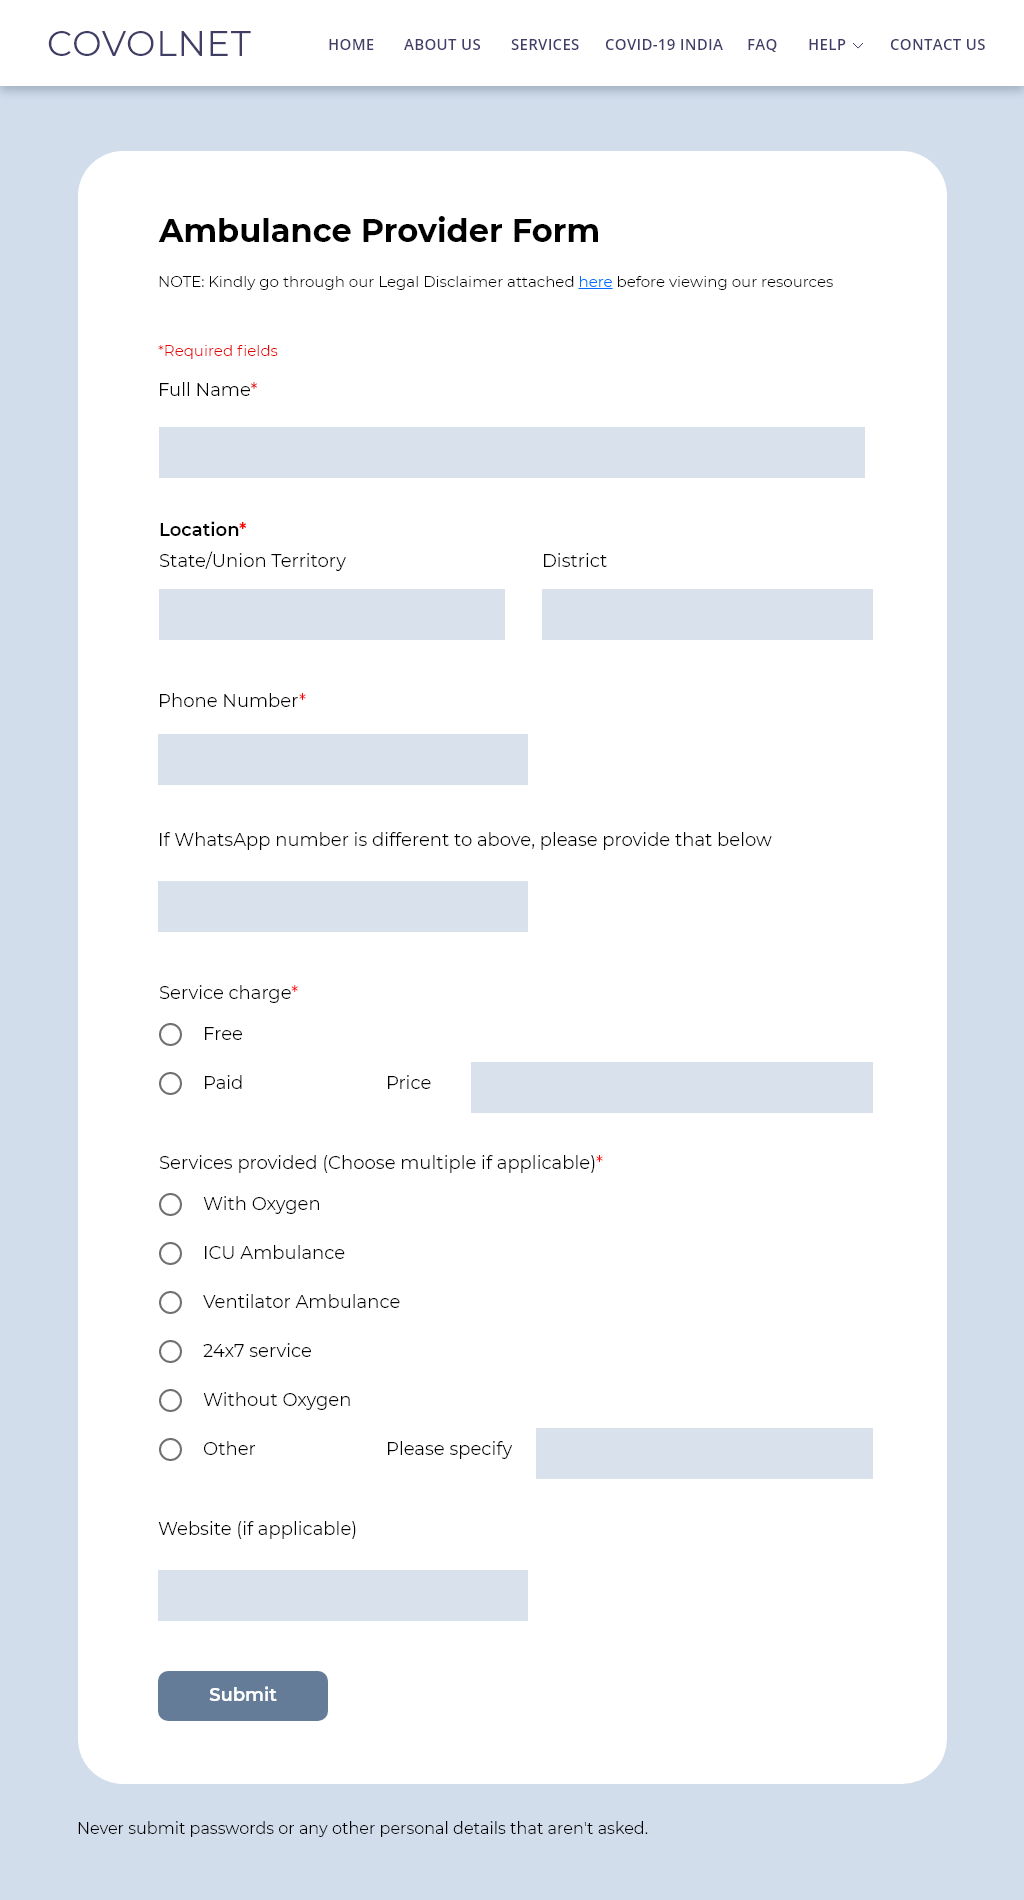 COVOLNET
HOME ABOUT US SERVICES COVID-19 INDIA FAQ HELP CONTACT US
Ambulance Provider Form
NOTE: Kindly go through our Legal Disclaimer attached here before viewing our resources
*Required fields
Full Name*
Location*
State/Union Territory District
Phone Number*
If WhatsApp number is different to above, please provide that below
Service charge*
Free
Paid Price
Services provided (Choose multiple if applicable)*
With Oxygen
ICU Ambulance
Ventilator Ambulance
24x7 service
Without Oxygen
Other Please specify
Website (if applicable)
Submit
Never submit passwords or any other personal details that aren't asked.